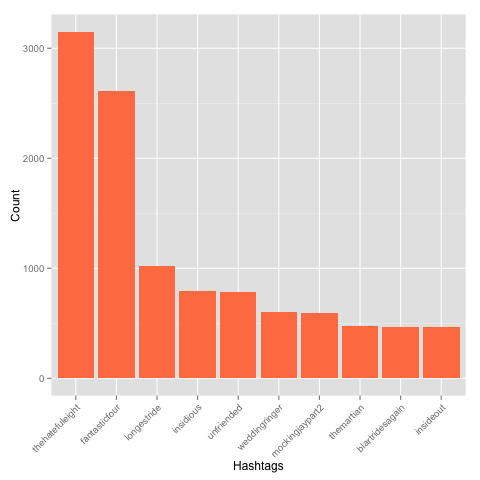 3000
2000
1000
0
Count
thehatefuleight
fantasticfour
longestride
insidious
unfriended
weddingringer
mockingjaypart2
themartian
blartridesagain
insideout
Hashtags